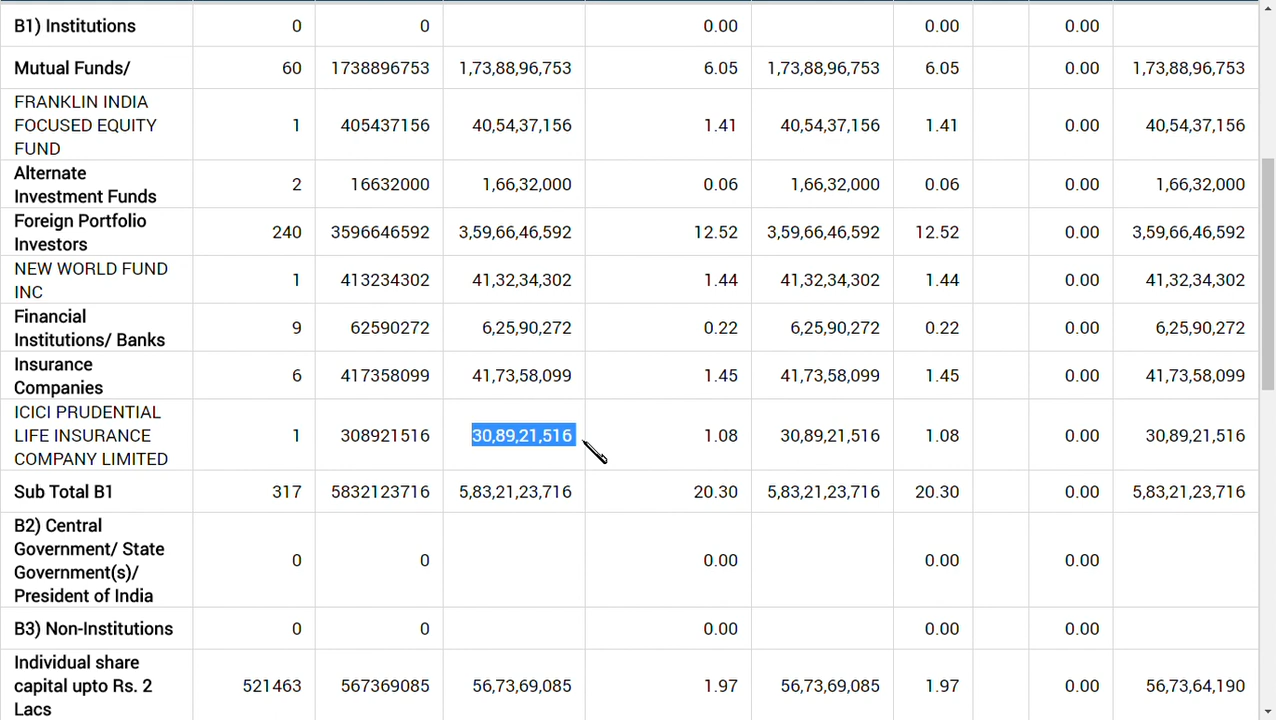 B1) Institutions 0 0 0.00 0.00 0.00
Mutual Funds/ 60 1738896753 1,73,88,96,753 6.05 1,73,88,96,753 6.05 0.00 1,73,88,96,753
FRANKLIN INDIA
FOCUSED EQUITY 1 405437156 40,54,37,156 1.41 40,54,37,156 1.41 0.00 40,54,37,156
FUND
Alternate
Investment Funds 2 16632000 1,66,32,000 0.06 1,66,32,000 0.06 0.00 1,66,32,000
Foreign Portfolio
Investors 240 3596646592 3,59,66,46,592 12.52 3,59,66,46,592 12.52 0.00 3,59,66,46,592
NEW WORLD FUND
INC 1 413234302 41,32,34,302 1.44 41,32,34,302 1.44 0.00 41,32,34,302
Financial
Institutions/ Banks 9 62590272 6,25,90,272 0.22 6,25,90,272 0.22 0.00 6,25,90,272
Insurance
Companies 6 417358099 41,73,58,099 1.45 41,73,58,099 1.45 0.00 41,73,58,099
ICICI PRUDENTIAL
LIFE INSURANCE 1 308921516 30,89,21,516 1.08 30,89,21,516 1.08 0.00 30,89,21,516
COMPANY LIMITED
Sub Total B1 317 5832123716 5,83,21,23,716 20.30 5,83,21,23,716 20.30 0.00 5,83,21,23,716
B2) Central
Government/ State
Government(s)/ 0 0 0.00 0.00 0.00
President of India
B3) Non-Institutions 0 0 0.00 0.00 0.00
Individual share
capital upto Rs. 2 521463 567369085 56,73,69,085 1.97 56,73,69,085 1.97 0.00 56,73,64,190
Lacs